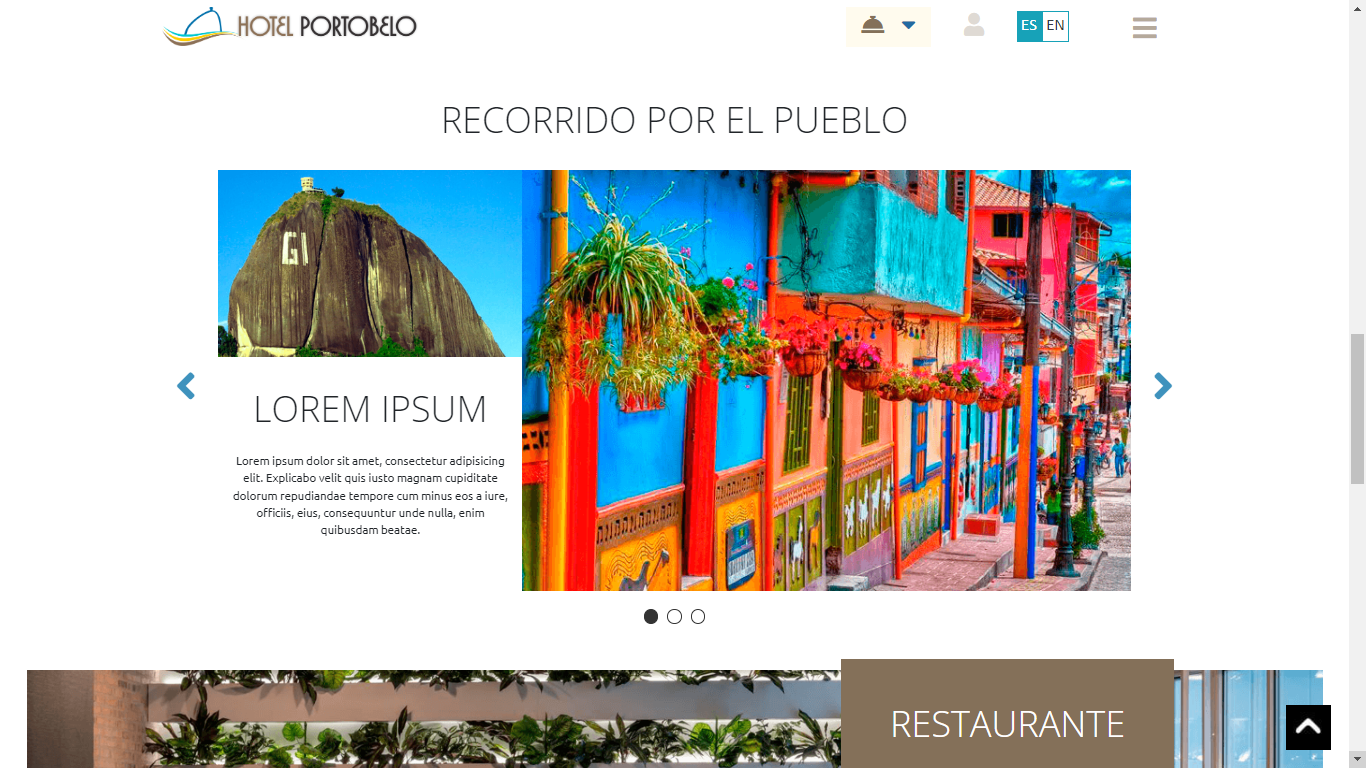 HOTEL PORTOBELO
ES EN
RECORRIDO POR EL PUEBLO
GI
LOREM IPSUM
Lorem ipsum dolor sit amet, consectetur adipisicing
elit. Explicabo velit quis iusto magnam cupiditate
dolorum repudiandae tempore cum minus eos a iure,
officiis, eius, consequuntur unde nulla, enim
quibusdam beatae.
RESTAURANTE